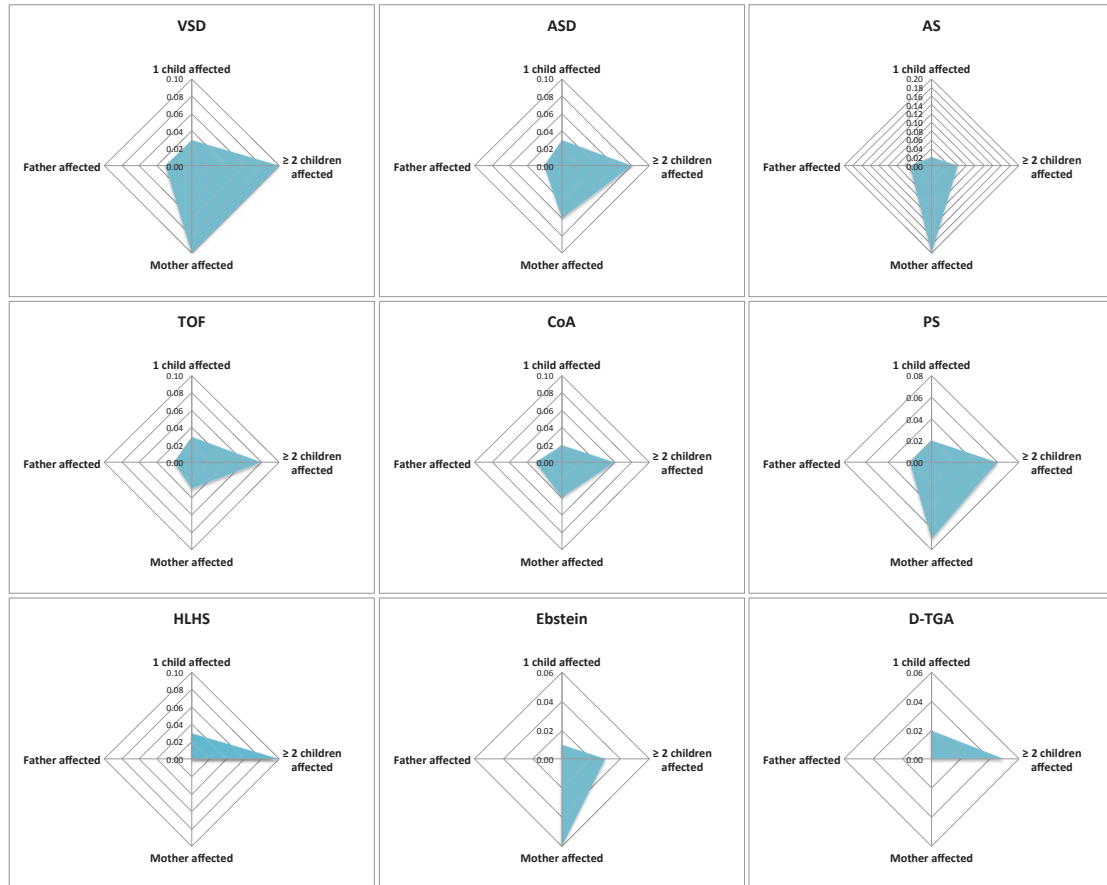 VSD
1 child affected
0.10
0.08
0.06
0.04
0.02
0.00
Father affected
≥ 2 children
affected
Mother affected
ASD
1 child affected
0.10
0.08
0.06
0.04
0.02
0.00
Father affected
≥ 2 children
affected
Mother affected
AS
1 child affected
0.20
0.18
0.16
0.14
0.12
0.10
0.08
0.06
0.04
0.02
0.00
Father affected
≥ 2 children
affected
Mother affected
TOF
1 child affected
0.10
0.08
0.06
0.04
0.02
0.00
Father affected
≥ 2 children
affected
Mother affected
CoA
1 child affected
0.10
0.08
0.06
0.04
0.02
0.00
Father affected
≥ 2 children
affected
Mother affected
PS
1 child affected
0.08
0.06
0.04
0.02
0.00
Father affected
≥ 2 children
affected
Mother affected
HLHS
1 child affected
0.10
0.08
0.06
0.04
0.02
0.00
Father affected
≥ 2 children
affected
Mother affected
Ebstein
1 child affected
0.06
0.04
0.02
0.00
Father affected
≥ 2 children
affected
Mother affected
D-TGA
1 child affected
0.06
0.04
0.02
0.00
Father affected
≥ 2 children
affected
Mother affected